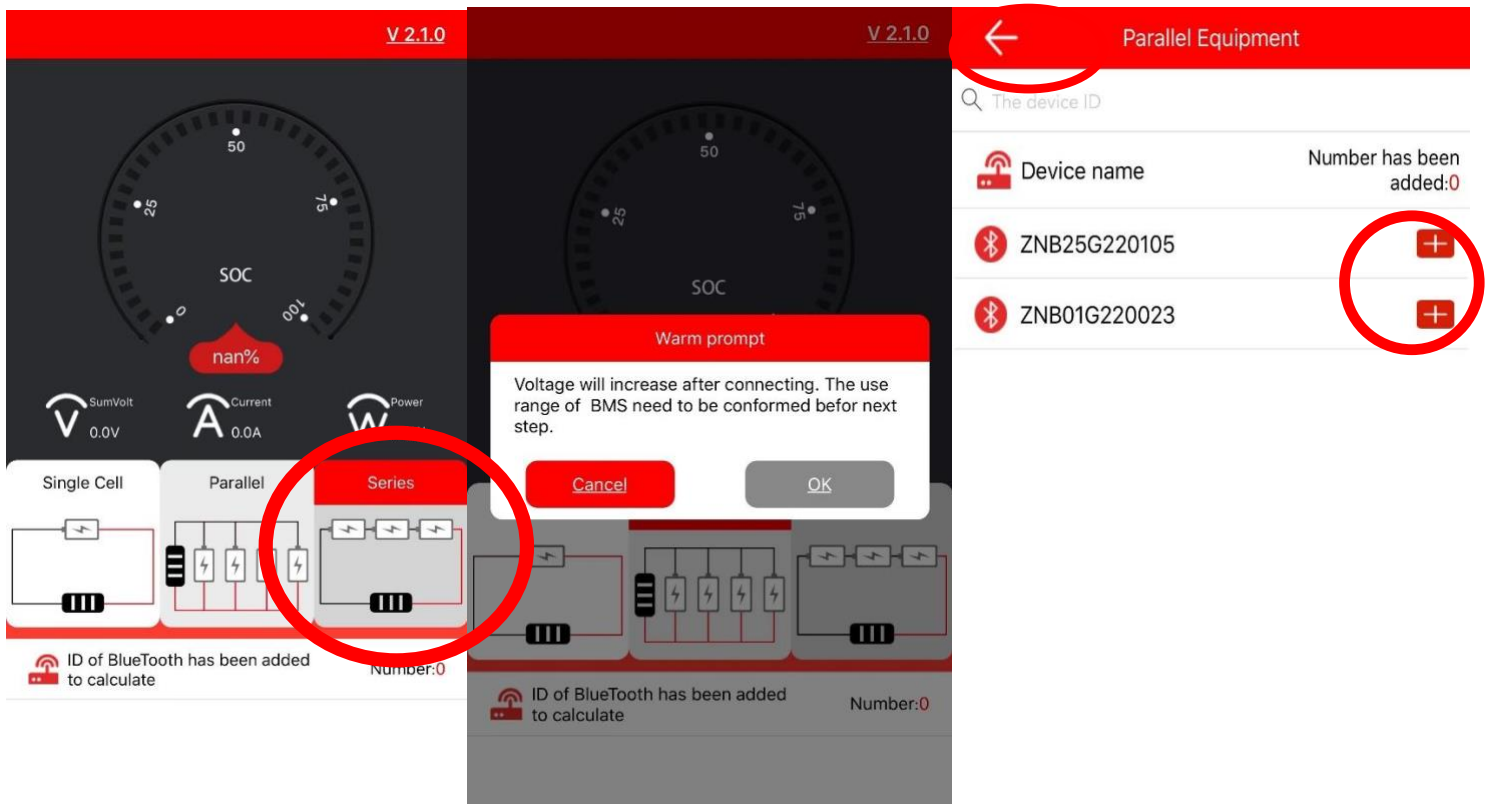 V 2.1.0
50
25
75
SOC
0
100
nan%
SumVolt
V 0.0V
Current
A 0.0A
Power
W
Single Cell
Parallel
Series
ID of BlueTooth has been added
to calculate
Number:0
V 2.1.0
50
25
75
SOC
Warm prompt
Voltage will increase after connecting. The use
range of BMS need to be conformed befor next
step.
Cancel
OK
ID of BlueTooth has been added
to calculate
Number:0
Parallel Equipment
The device ID
Device name
Number has been
added:0
ZNB25G220105
ZNB01G220023